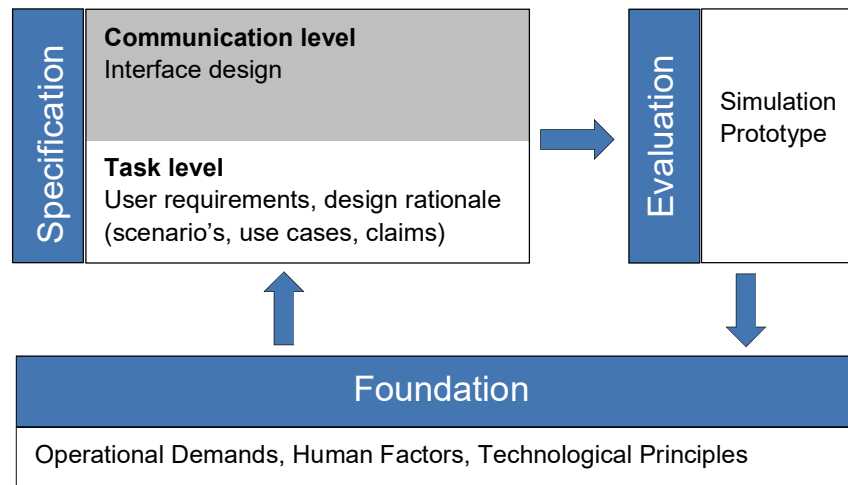 Specification
Communication level
Interface design
Task level
User requirements, design rationale
(scenario's, use cases, claims)
Evaluation
Simulation
Prototype
Foundation
Operational Demands, Human Factors, Technological Principles